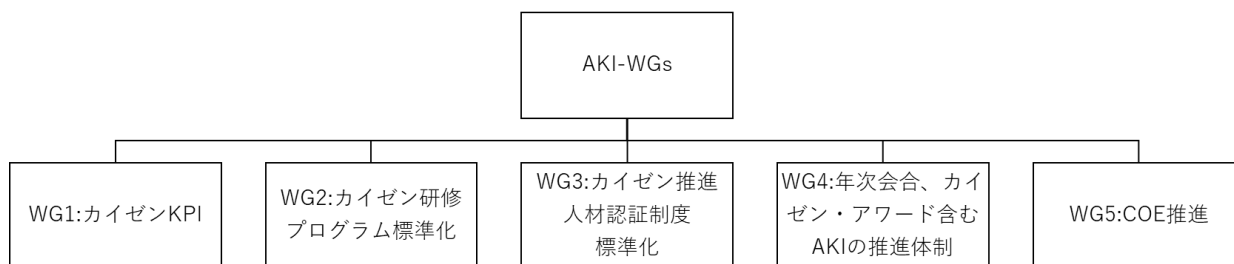 AKI-WGs
WG1:カイゼンKPI
WG2:カイゼン研修
プログラム標準化
WG3:カイゼン推進
人材認証制度
標準化
WG4:年次会合、カイ
ゼン・アワード含む
AKIの推進体制
WG5:COE推進